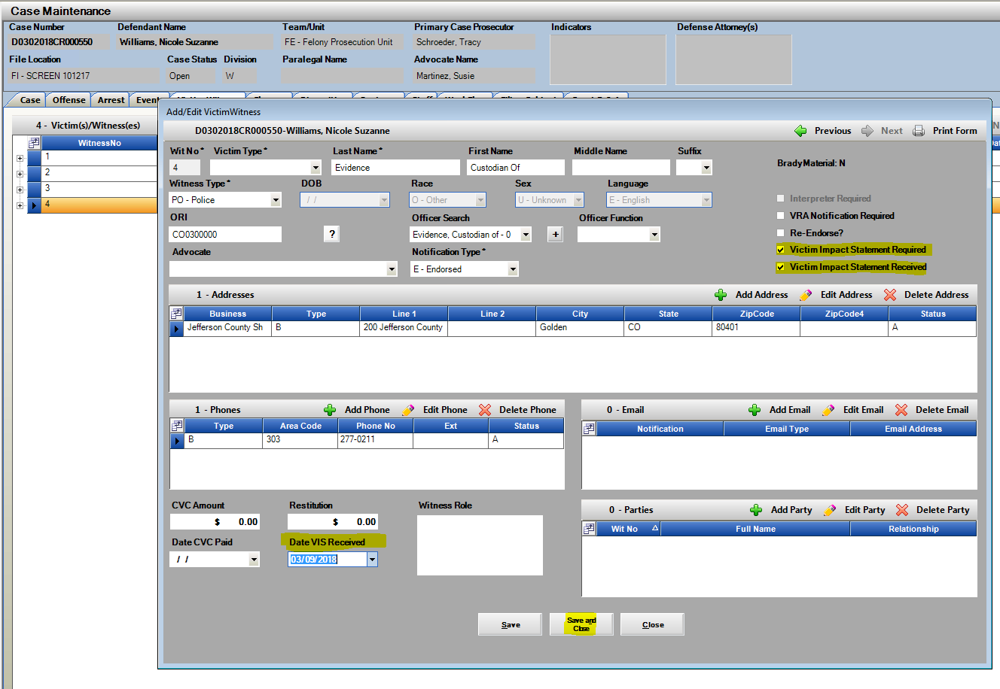 Case Maintenance
Case Number Defendant Name Team/Unit Primary Case Prosecutor Indicators Defense Attorney(s)
D0302018CR000550 Williams, Nicole Suzanne FE - Felony Prosecution Unit Schroeder, Tracy
File Location Case Status Division Paralegal Name Advocate Name
FI - SCREEN 101217 Open W Martinez, Susie
Case Offense Arrest Event
4 - Victim(s)/Witness(es)
WitnessNo
1
2
3
4
Add/Edit VictimWitness
D0302018CR000550-Williams, Nicole Suzanne Previous Next Print Form
Wit No * Victim Type * Last Name * First Name Middle Name Suffix
4 Evidence Custodian Of
Brady Material: N
Witness Type * DOB Race Sex Language
PO - Police / / O - Other U - Unknown E - English
Interpreter Required
VRA Notification Required
Re-Endorse?
Victim Impact Statement Required
Victim Impact Statement Received
ORI Officer Search Officer Function
CO0300000 ? Evidence, Custodian of - 0 +
Advocate Notification Type *
E - Endorsed
1 - Addresses Add Address Edit Address Delete Address
Business Type Line 1 Line 2 City State ZipCode ZipCode4 Status
Jefferson County Sh B 200 Jefferson County Golden CO 80401 A
1 - Phones Add Phone Edit Phone Delete Phone
Type Area Code Phone No Ext Status
B 303 277-0211 A
0 - Email Add Email Edit Email Delete Email
Notification Email Type Email Address
CVC Amount Restitution Witness Role
$ 0.00 $ 0.00
Date CVC Paid Date VIS Received
/ / 03/09/2018
0 - Parties Add Party Edit Party Delete Party
Wit No Full Name Relationship
Save Save and Close Close